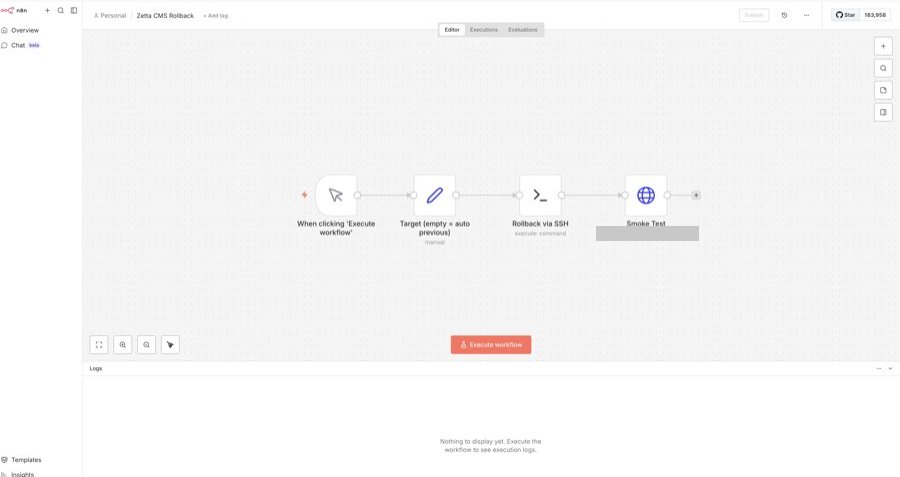 n8n
Personal / Zetta CMS Rollback + Add tag
Publish
Star 183,958
Overview
Chat beta
Editor Executions Evaluations
When clicking 'Execute
workflow'
Target (empty = auto
previous)
manual
Rollback via SSH
execute: command
Smoke Test
Execute workflow
Logs
Nothing to display yet. Execute the
workflow to see execution logs.
Templates
Insights